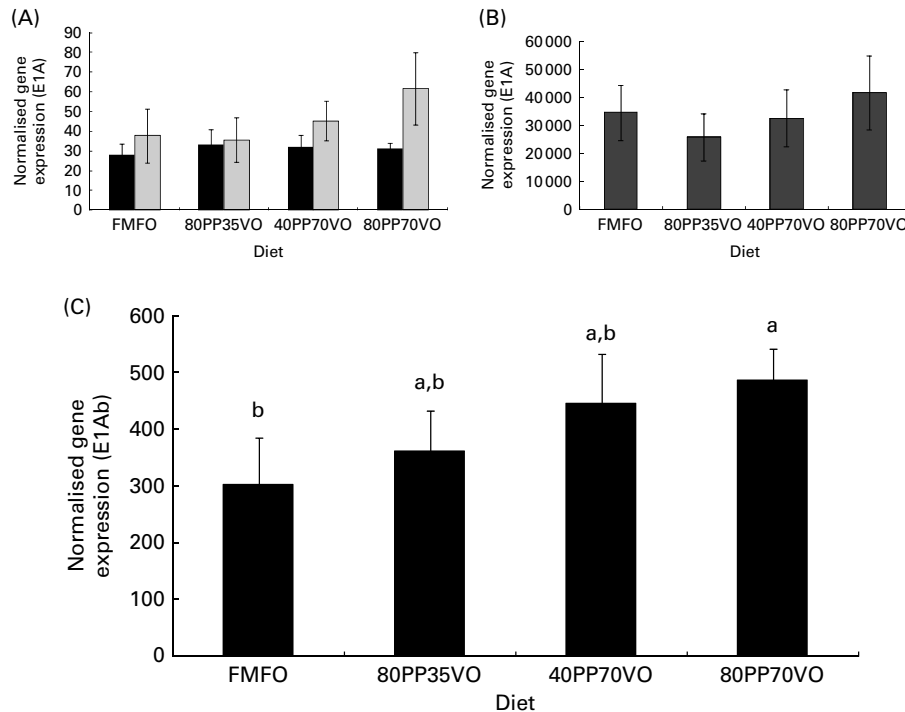 (A)
Normalised gene
expression (E1A)
90
80
70
60
50
40
30
20
10
0
FMFO 80PP35VO 40PP70VO 80PP70VO
Diet
(B)
Normalised gene
expression (E1A)
60 000
50 000
40 000
30 000
20 000
10 000
0
FMFO 80PP35VO 40PP70VO 80PP70VO
Diet
(C)
Normalised gene
expression (E1Ab)
600
500
400
300
200
100
0
b
a,b
a,b
a
FMFO 80PP35VO 40PP70VO 80PP70VO
Diet